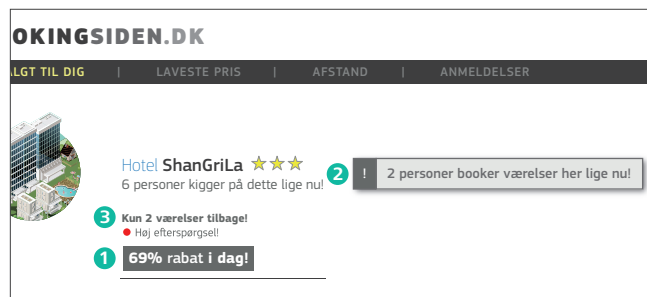 OKINGSIDEN.DK
ALGT TIL DIG | LAVESTE PRIS | AFSTAND | ANMELDELSER
Hotel ShanGriLa
6 personer kigger på dette lige nu!
2 ! 2 personer booker værelser her lige nu!
3 Kun 2 værelser tilbage!
Høj efterspørgsel!
1 69% rabat i dag!